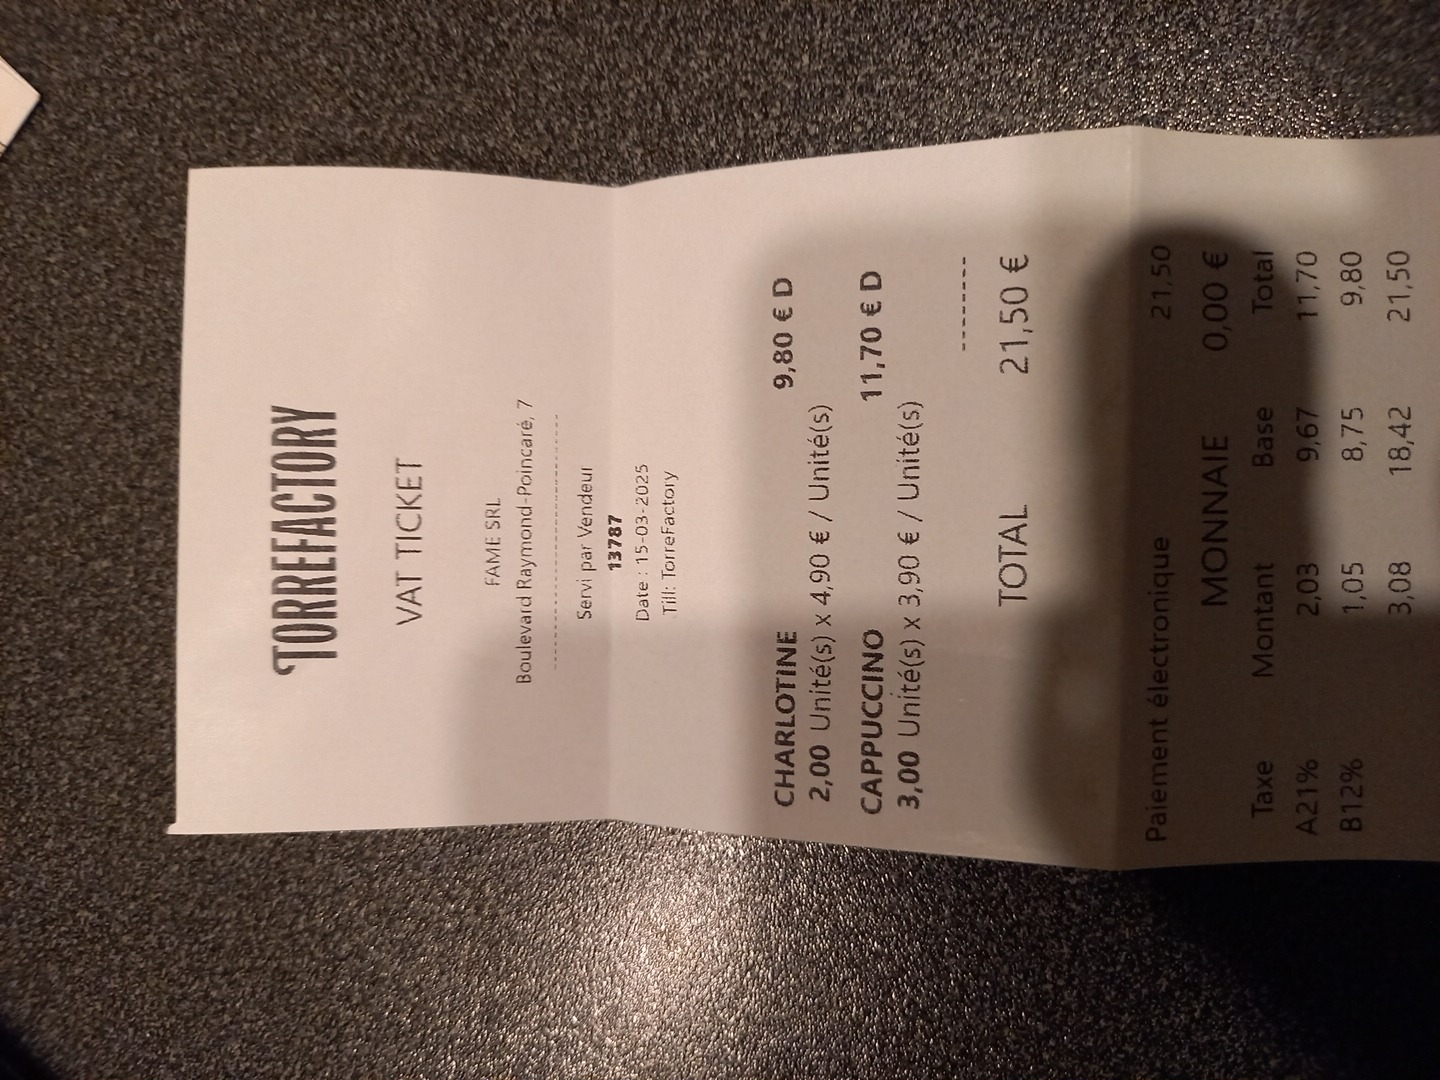 TORREFACTORY
VAT TICKET
FAME SRL
Boulevard Raymond-Poincaré, 7
--------------------------------
Servi par Vendeur
13787
Date : 15-03-2025
Till: TorreFactory
CHARLOTINE 9,80 € D
2,00 Unité(s) x 4,90 € / Unité(s)
CAPPUCCINO 11,70 € D
3,00 Unité(s) x 3,90 € / Unité(s)
--------
TOTAL 21,50 €
Paiement électronique 21,50
MONNAIE 0,00 €
Taxe Montant Base Total
A21% 2,03 9,67 11,70
B12% 1,05 8,75 9,80
3,08 18,42 21,50